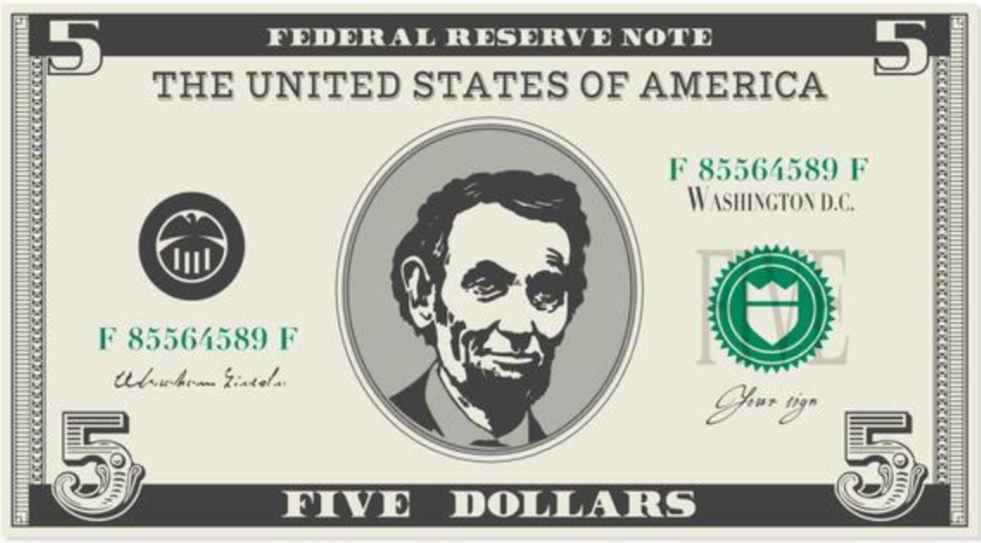 5 FEDERAL RESERVE NOTE 5
THE UNITED STATES OF AMERICA
F 85564589 F
WASHINGTON D.C.
FIVE
F 85564589 F
Abraham Lincoln
Your sign
5 5
FIVE DOLLARS